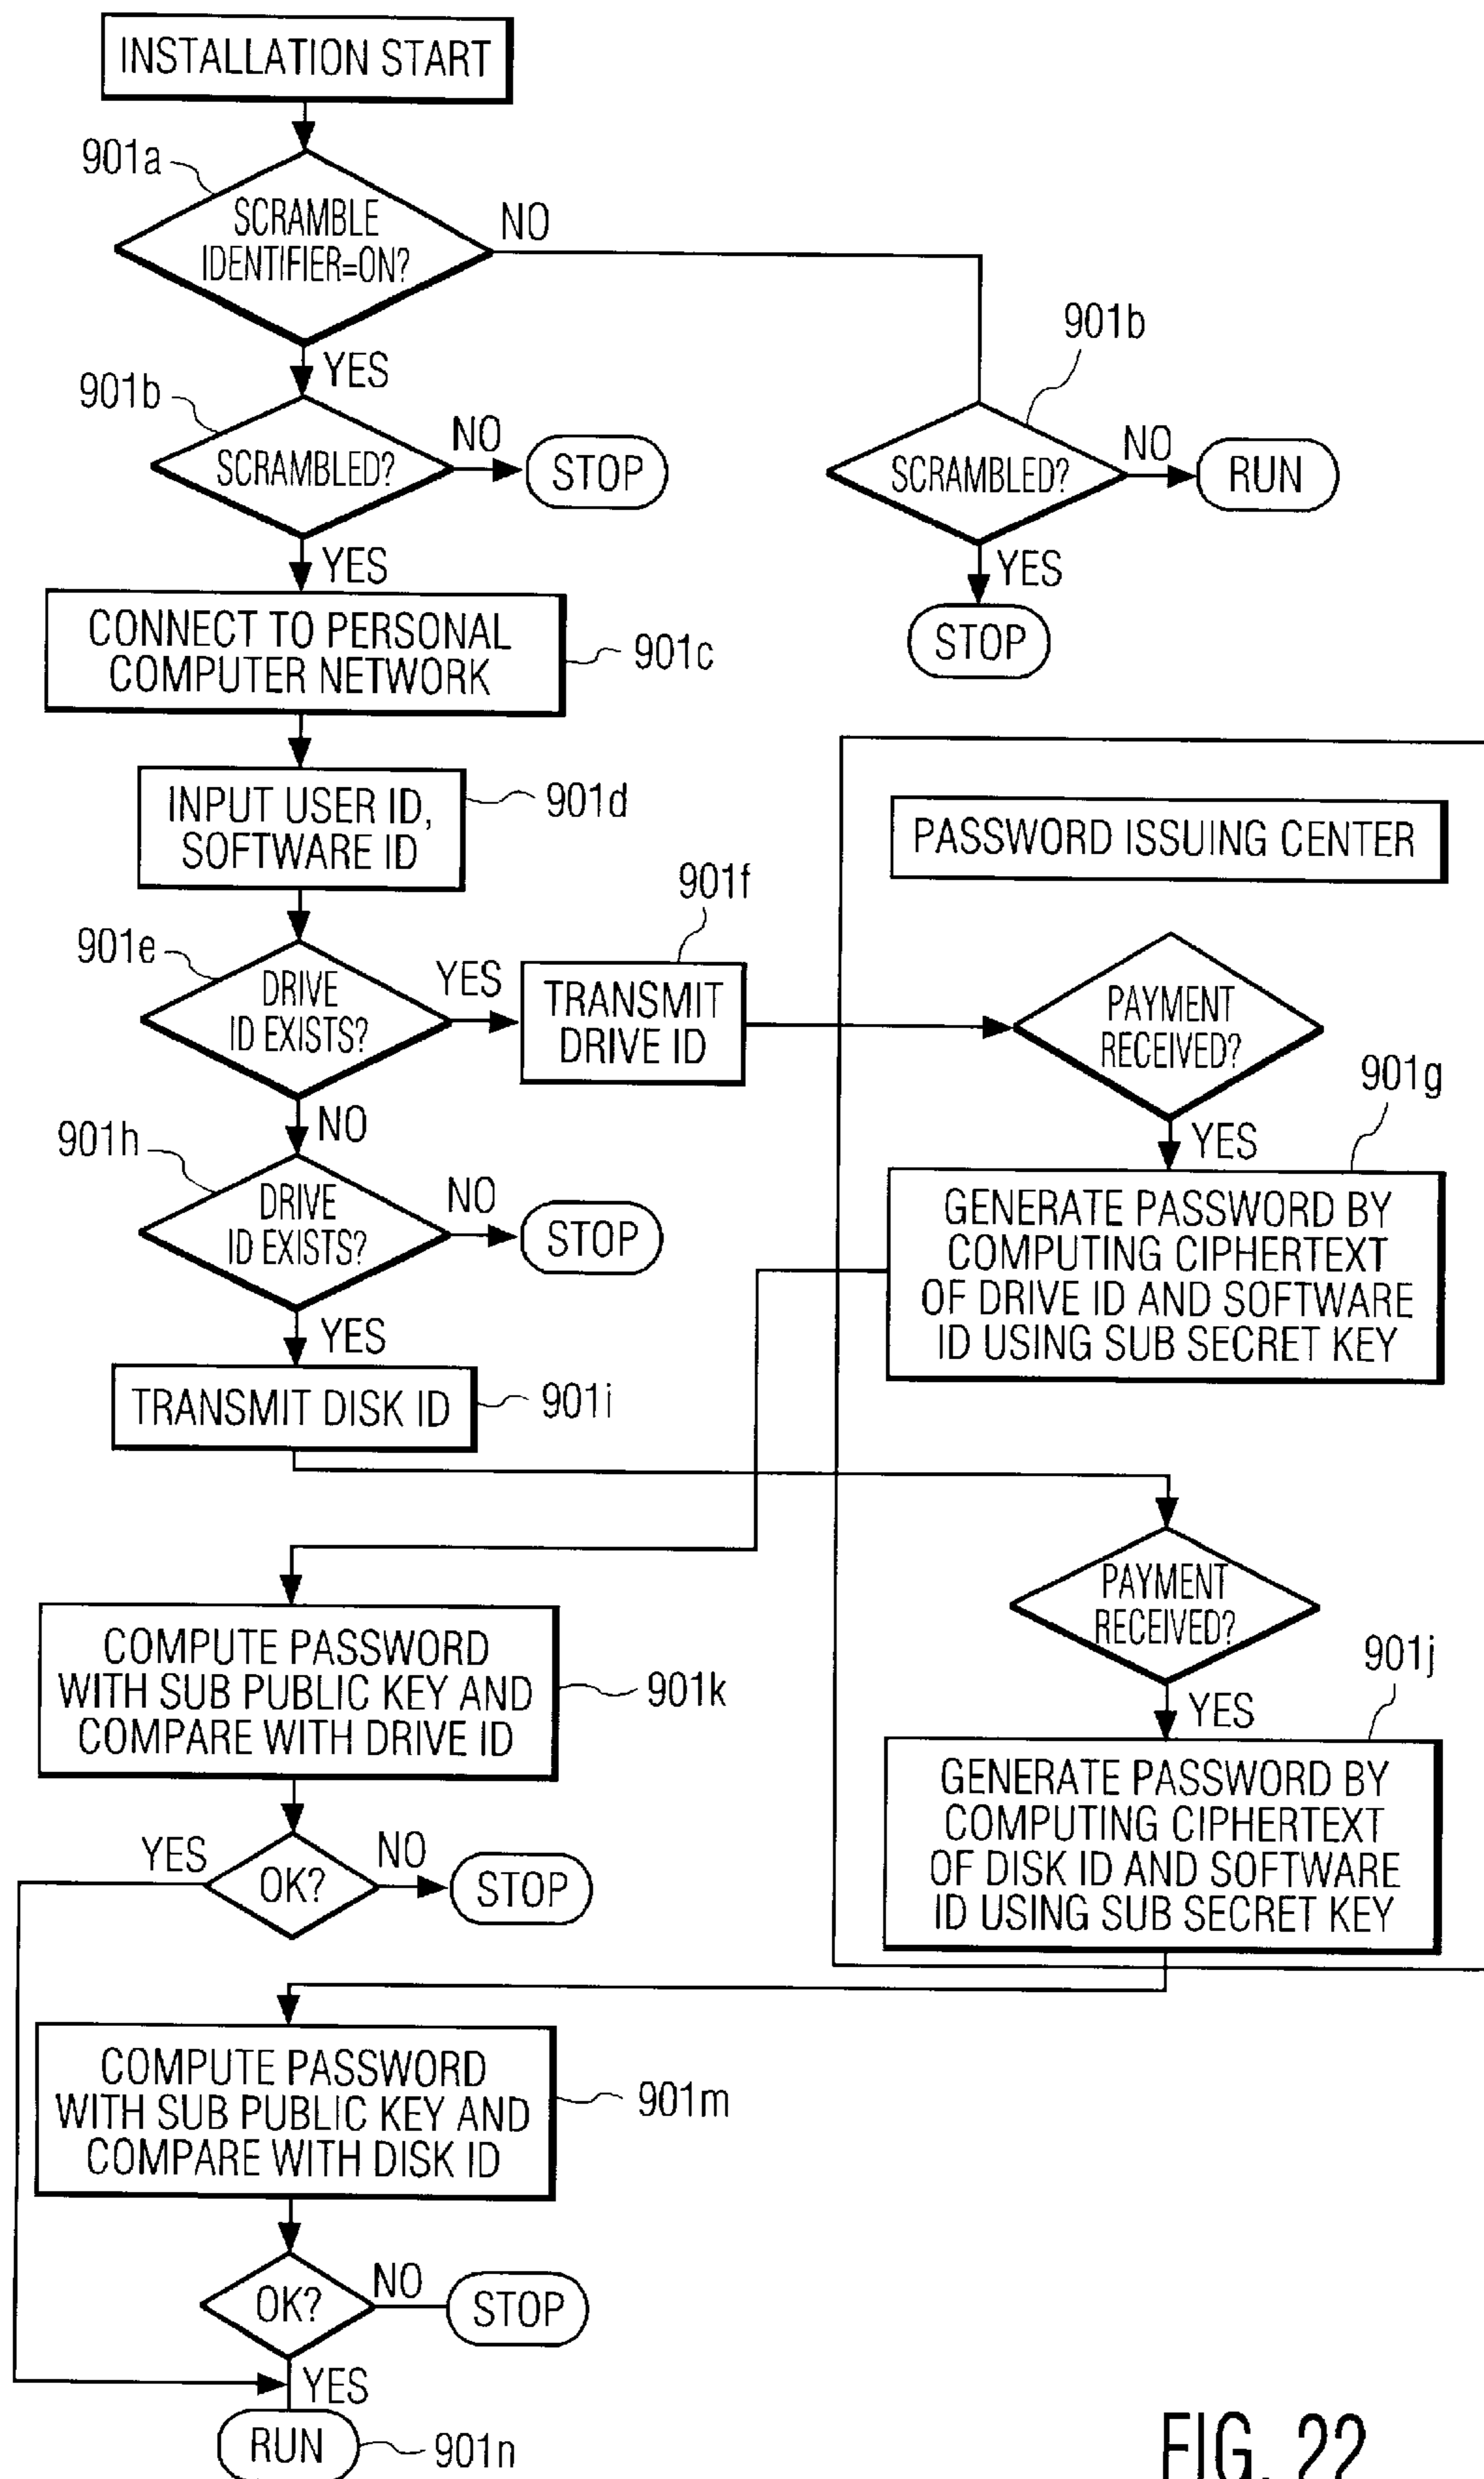 INSTALLATION START
901a
SCRAMBLE
IDENTIFIER=ON?
NO
YES
901b
SCRAMBLED?
NO
STOP
YES
901b
SCRAMBLED?
NO
RUN
YES
STOP
CONNECT TO PERSONAL
COMPUTER NETWORK
901c
INPUT USER ID,
SOFTWARE ID
901d
PASSWORD ISSUING CENTER
901e
DRIVE
ID EXISTS?
YES
901f
TRANSMIT
DRIVE ID
PAYMENT
RECEIVED?
YES
901g
GENERATE PASSWORD BY
COMPUTING CIPHERTEXT
OF DRIVE ID AND SOFTWARE
ID USING SUB SECRET KEY
NO
901h
DRIVE
ID EXISTS?
NO
STOP
YES
TRANSMIT DISK ID
901i
PAYMENT
RECEIVED?
YES
901j
GENERATE PASSWORD BY
COMPUTING CIPHERTEXT
OF DISK ID AND SOFTWARE
ID USING SUB SECRET KEY
COMPUTE PASSWORD
WITH SUB PUBLIC KEY AND
COMPARE WITH DRIVE ID
901k
YES
OK?
NO
STOP
COMPUTE PASSWORD
WITH SUB PUBLIC KEY AND
COMPARE WITH DISK ID
901m
OK?
NO
STOP
YES
RUN
901n
FIG. 22